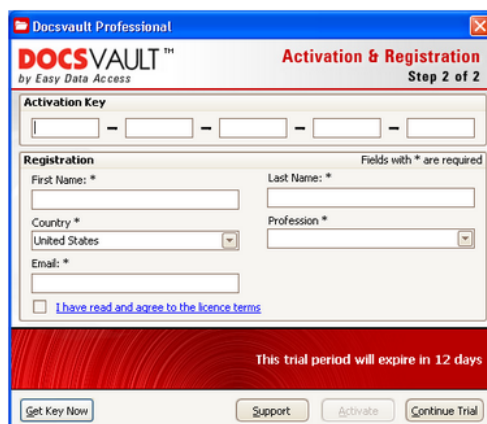 Docsvault Professional
DOCSVAULT™
by Easy Data Access
Activation & Registration
Step 2 of 2
Activation Key
Registration
Fields with * are required
First Name: *
Last Name: *
Country *
Profession *
United States
Email: *
I have read and agree to the licence terms
This trial period will expire in 12 days
Get Key Now
Support
Activate
Continue Trial